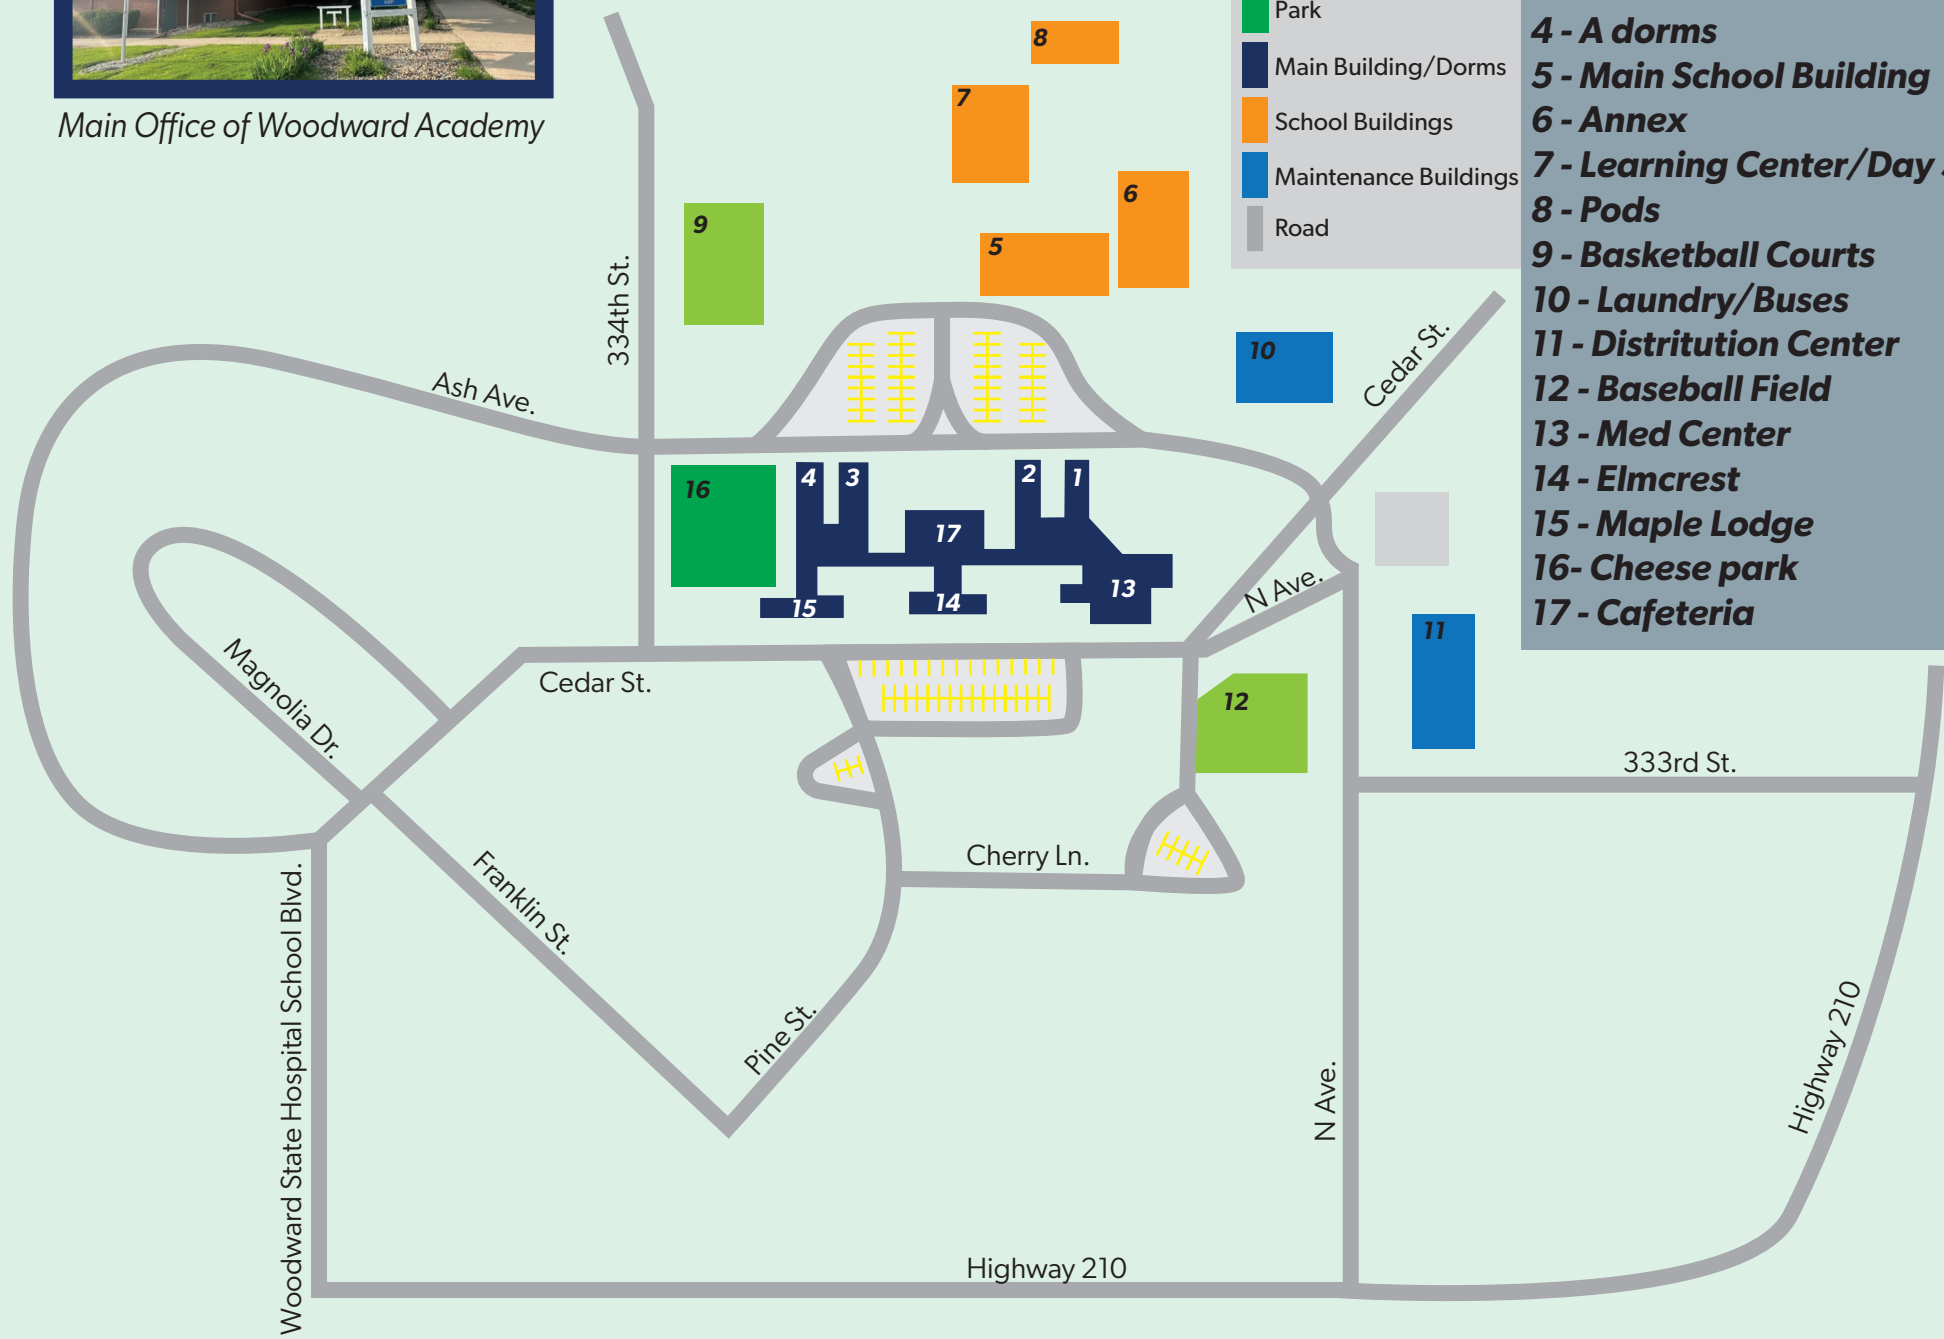 Main Office of Woodward Academy
Park
Main Building/Dorms
School Buildings
Maintenance Buildings
Road
4 - A dorms
5 - Main School Building
6 - Annex
7 - Learning Center/Day
8 - Pods
9 - Basketball Courts
10 - Laundry/Buses
11 - Distritution Center
12 - Baseball Field
13 - Med Center
14 - Elmcrest
15 - Maple Lodge
16- Cheese park
17 - Cafeteria
8
7
6
5
9
334th St.
10
Cedar St.
Ash Ave.
16
4
3
2
1
17
13
15
14
N Ave.
11
Magnolia Dr.
Cedar St.
12
333rd St.
Cherry Ln.
Franklin St.
Woodward State Hospital School Blvd.
Pine St.
N Ave.
Highway 210
Highway 210